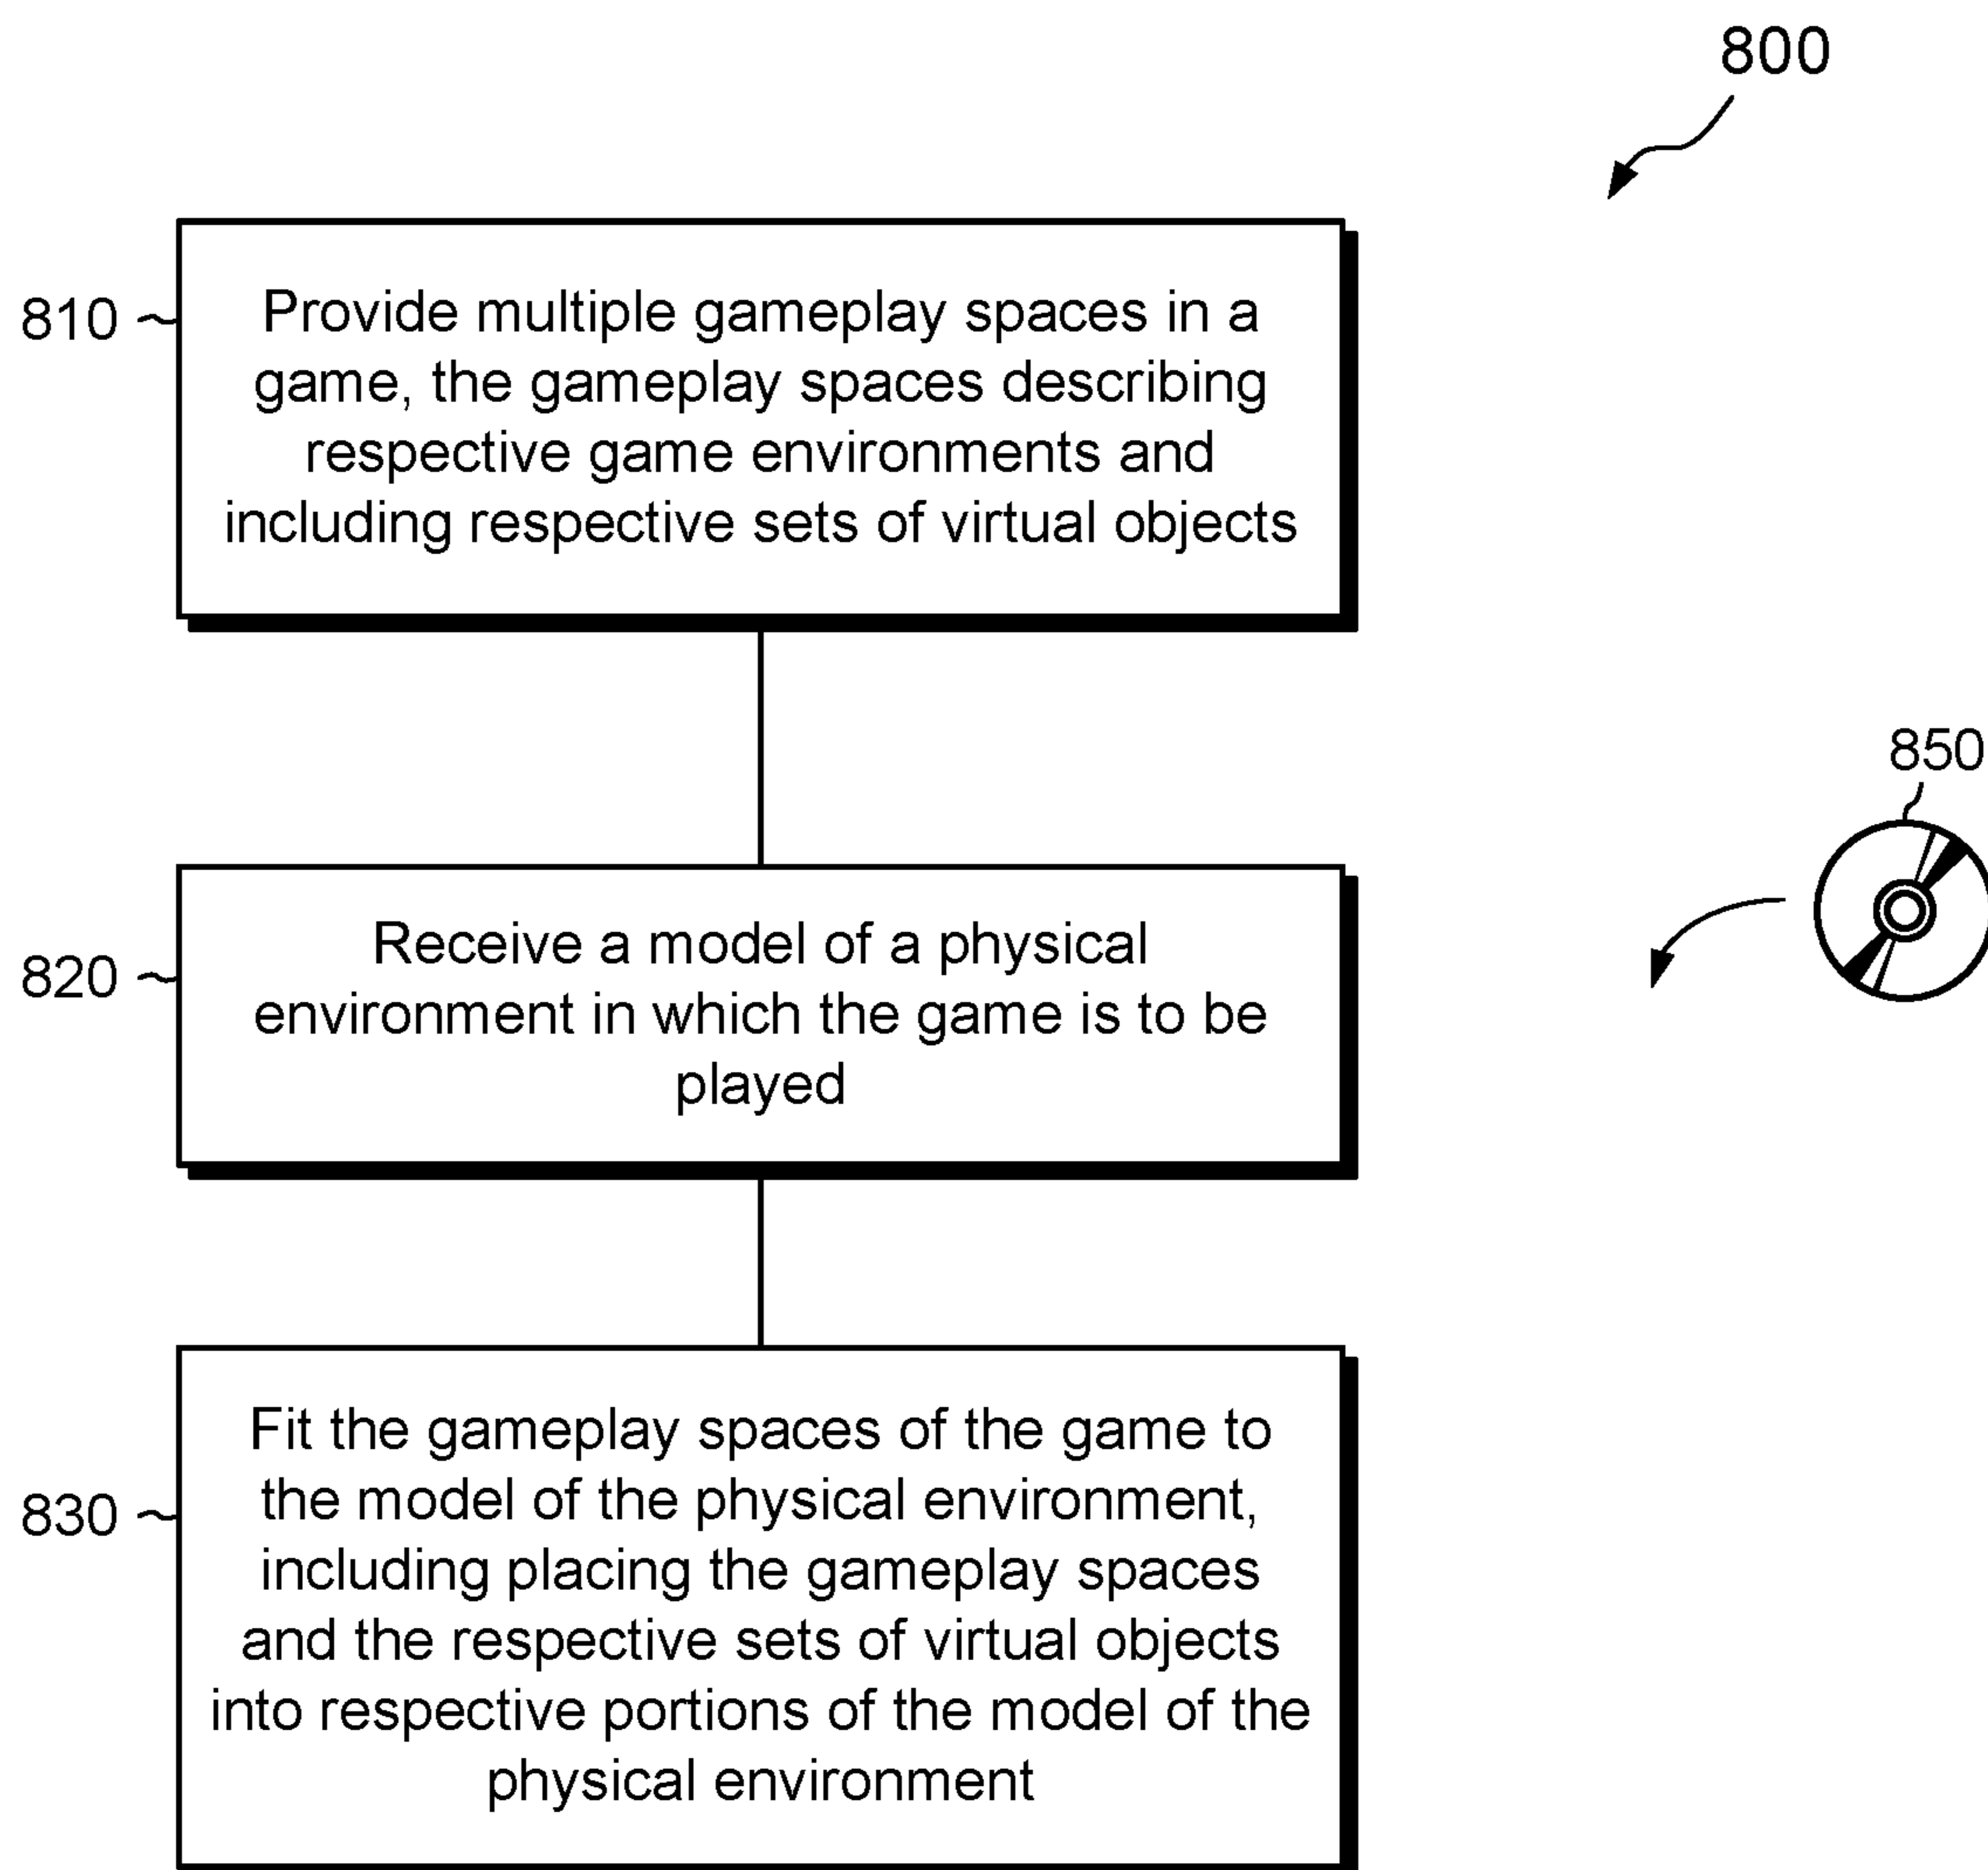 800
810
Provide multiple gameplay spaces in a
game, the gameplay spaces describing
respective game environments and
including respective sets of virtual objects
850
820
Receive a model of a physical
environment in which the game is to be
played
830
Fit the gameplay spaces of the game to
the model of the physical environment,
including placing the gameplay spaces
and the respective sets of virtual objects
into respective portions of the model of the
physical environment